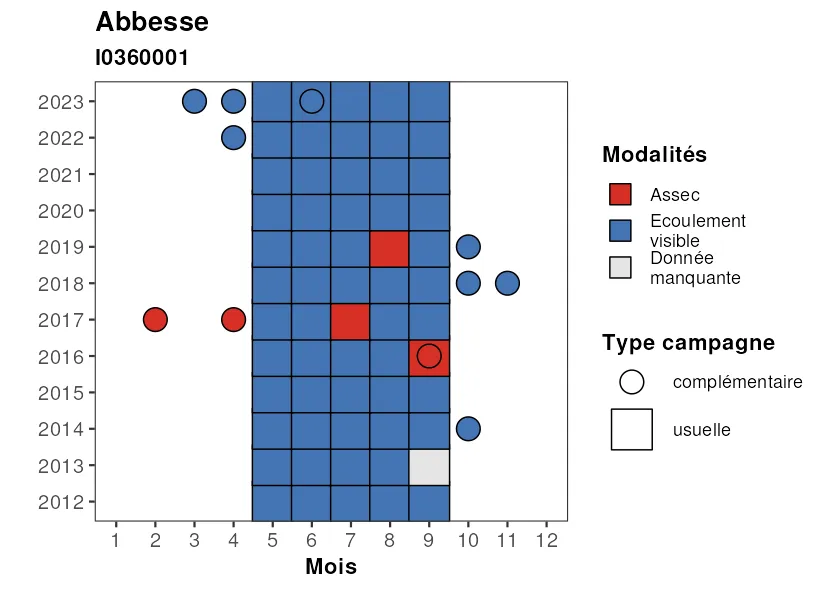 Abbesse
I0360001
2023
2022
2021
2020
2019
2018
2017
2016
2015
2014
2013
2012
1 2 3 4 5 6 7 8 9 10 11 12
Mois
Modalités
Assec
Ecoulement
visible
Donnée
manquante
Type campagne
complémentaire
usuelle